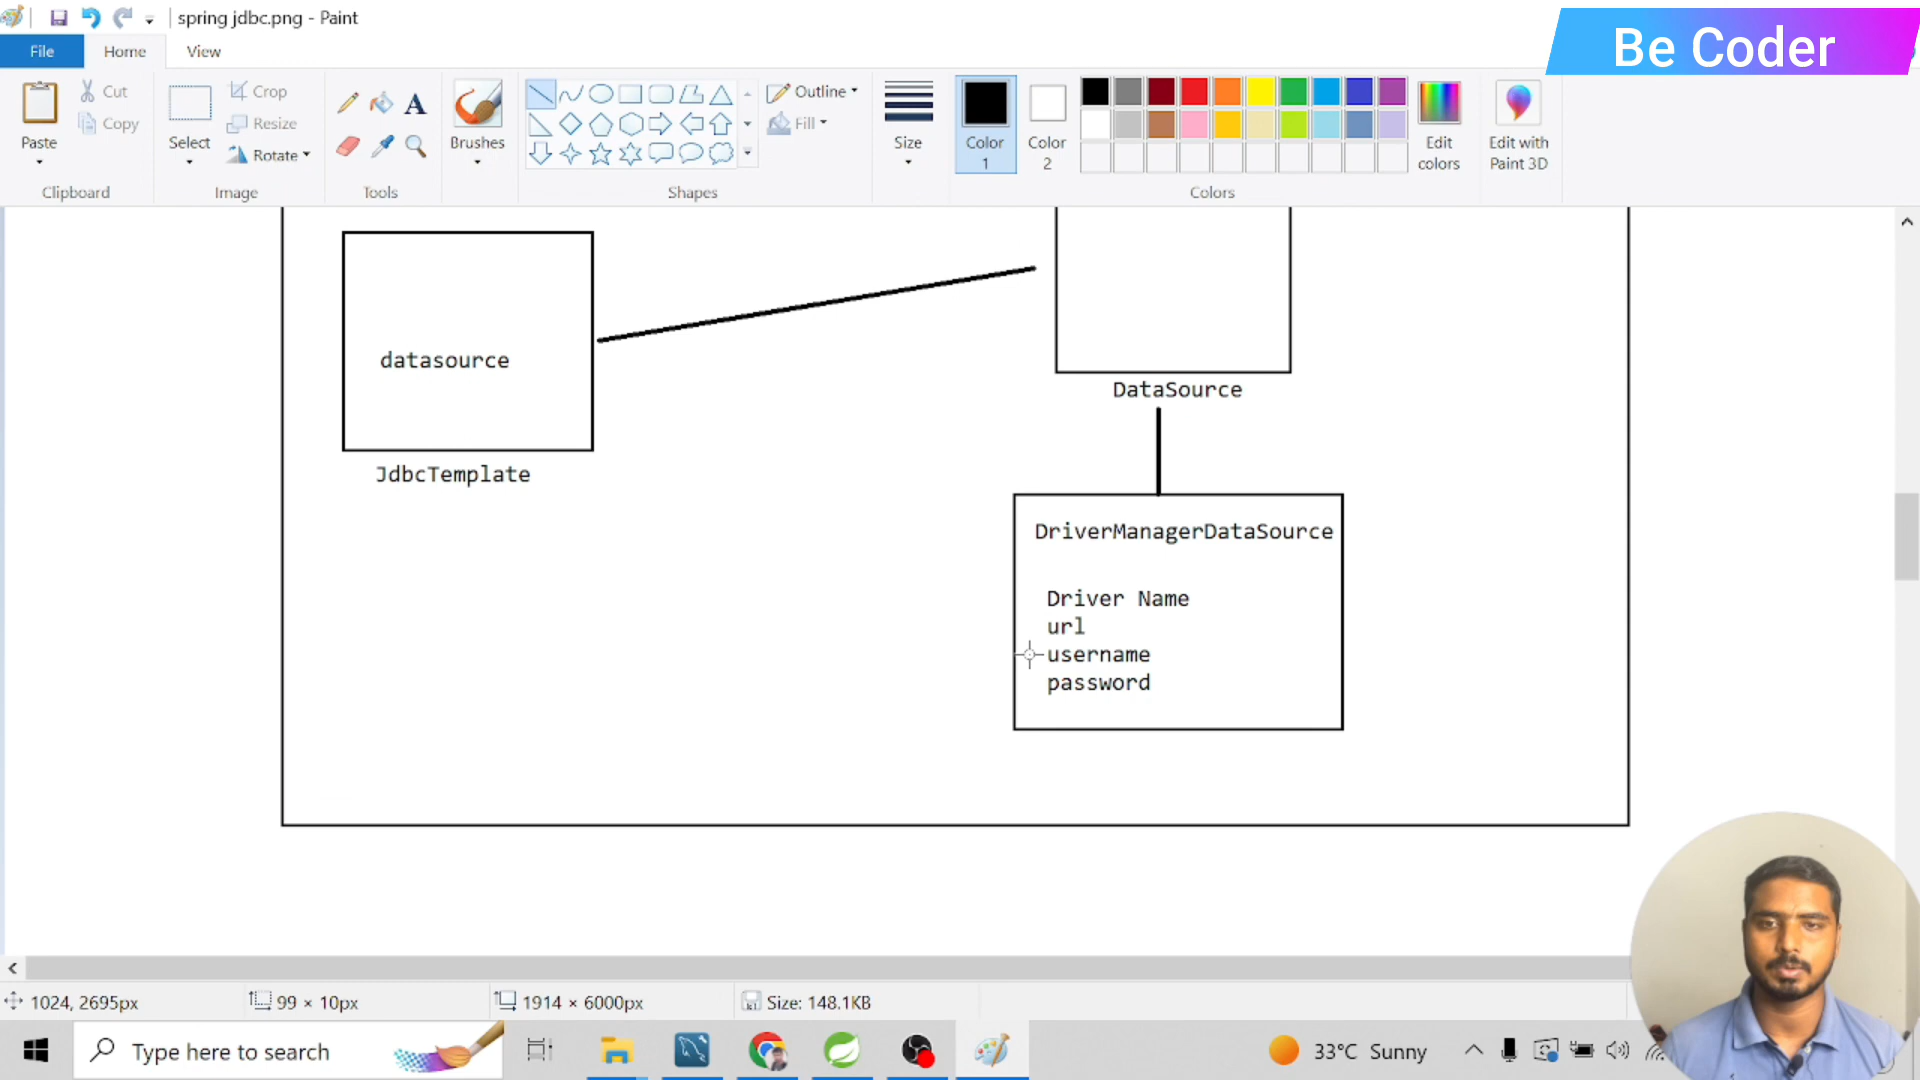 spring jdbc.png - Paint
Be Coder
File
Home
View
Paste
Cut
Copy
Clipboard
Select
Crop
Resize
Rotate
Image
A
Tools
Brushes
Shapes
Outline
Fill
Size
Color
1
Color
2
Colors
Edit
colors
Edit with
Paint 3D
datasource
JdbcTemplate
DataSource
DriverManagerDataSource
Driver Name
url
username
password
1024, 2695px
99 × 10px
1914 × 6000px
Size: 148.1KB
Type here to search
33°C Sunny